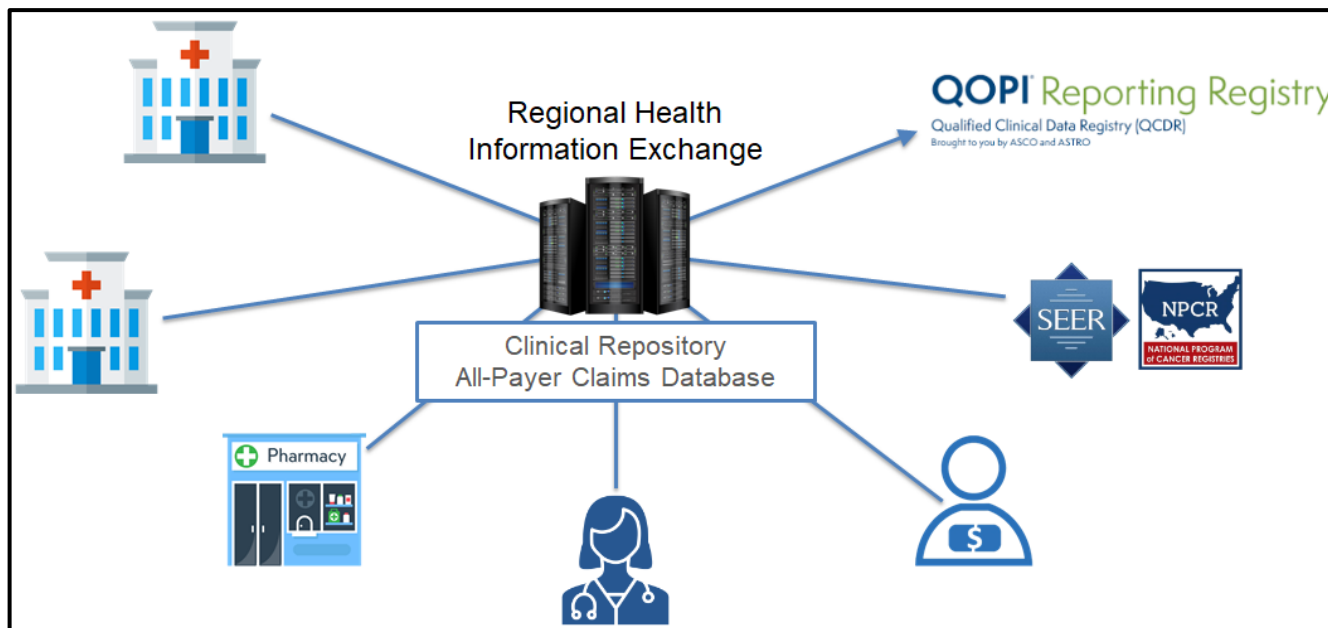 Regional Health
Information Exchange
QOPI Reporting Registry
Qualified Clinical Data Registry (QCDR)
Brought to you by ASCO and ASTRO
SEER
NPCR
NATIONAL PROGRAM
of CANCER REGISTRIES
Clinical Repository
All-Payer Claims Database
Pharmacy
$